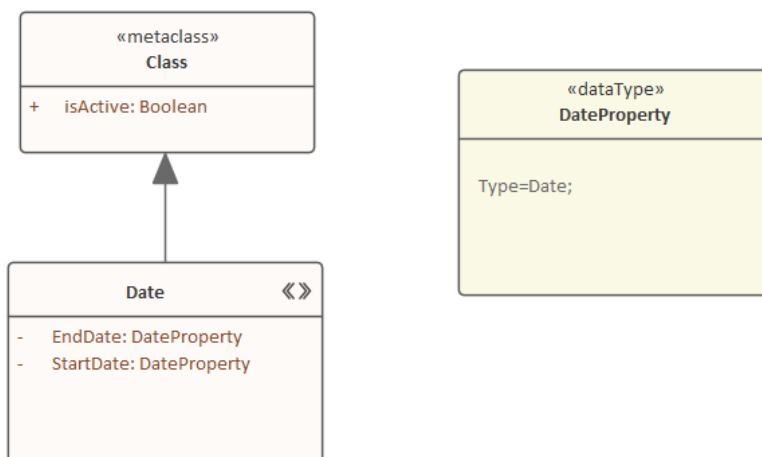 «metaclass»
Class
+ isActive: Boolean
«dataType»
DateProperty
Type=Date;
Date «»
- EndDate: DateProperty
- StartDate: DateProperty